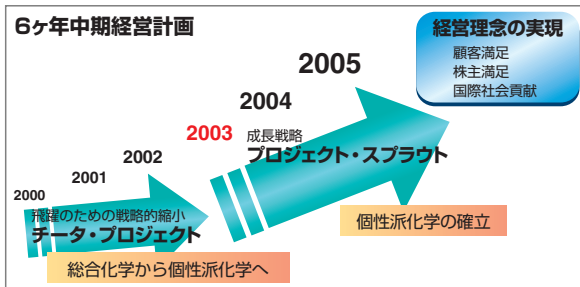 6ヶ年中期経営計画
経営理念の実現
顧客満足
株主満足
国際社会貢献
2005
2004
2003
成長戦略
プロジェクト・スプラウト
2002
2001
2000
飛躍のための戦略的縮小
チータ・プロジェクト
個性派化学の確立
総合化学から個性派化学へ